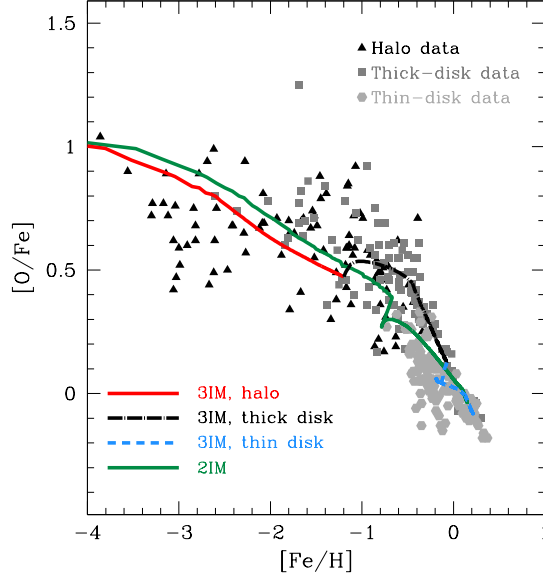 1.5
Halo data
Thick-disk data
Thin-disk data
1
[O/Fe]
0.5
0
3IM, halo
3IM, thick disk
3IM, thin disk
2IM
−4 −3 −2 −1 0 1
[Fe/H]